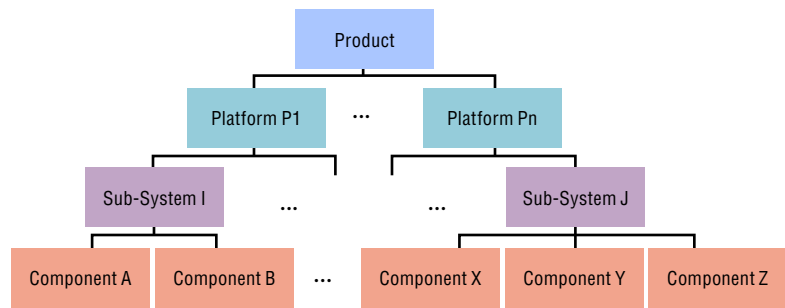 Product
Platform P1
...
Platform Pn
Sub-System I
...
...
Sub-System J
Component A
Component B
...
Component X
Component Y
Component Z